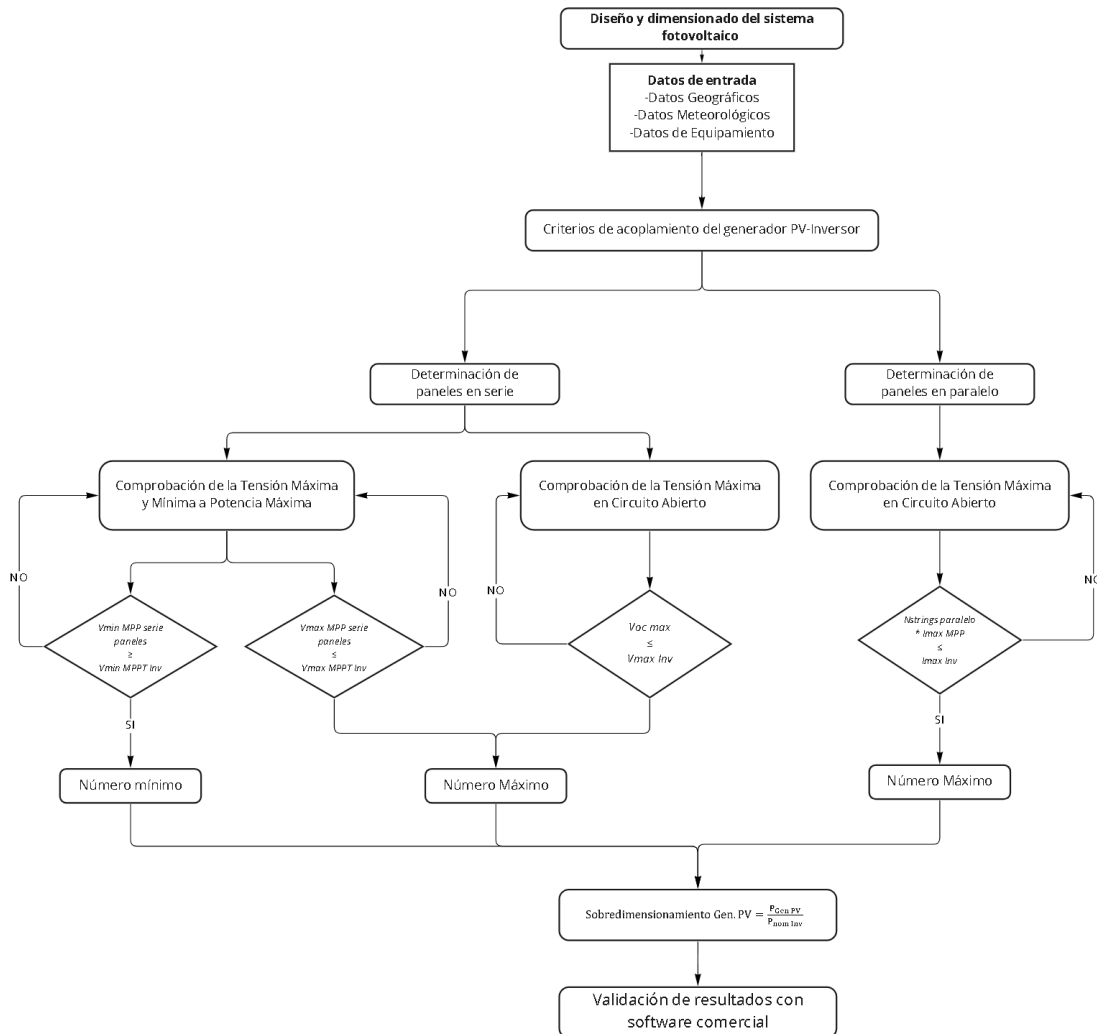 Diseño y dimensionado del sistema
fotovoltaico
Datos de entrada
-Datos Geográficos
-Datos Meteorológicos
-Datos de Equipamiento
Criterios de acoplamiento del generador PV-Inversor
Determinación de
paneles en serie
Determinación de
paneles en paralelo
Comprobación de la Tensión Máxima
y Mínima a Potencia Máxima
Comprobación de la Tensión Máxima
en Circuito Abierto
Comprobación de la Tensión Máxima
en Circuito Abierto
NO
NO
NO
NO
Vmin MPP serie
paneles
≥
Vmin MPPT Inv
Vmax MPP serie
paneles
≤
Vmax MPPT Inv
Voc max
≤
Vmax Inv
Nstrings paralelo
* Imax MPP
≤
Imax Inv
SI
SI
Número mínimo
Número Máximo
Número Máximo
Sobredimensionamiento Gen. PV = P_Gen PV / P_nom Inv
Validación de resultados con
software comercial